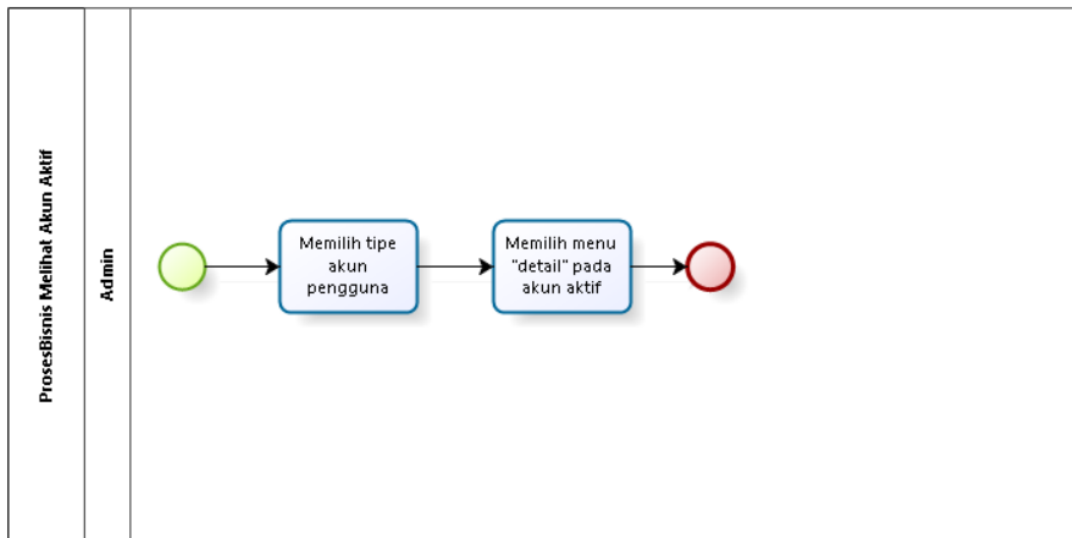 ProsesBisnis Melihat Akun Aktif
Admin
Memilih tipe
akun
pengguna
Memilih menu
"detail" pada
akun aktif